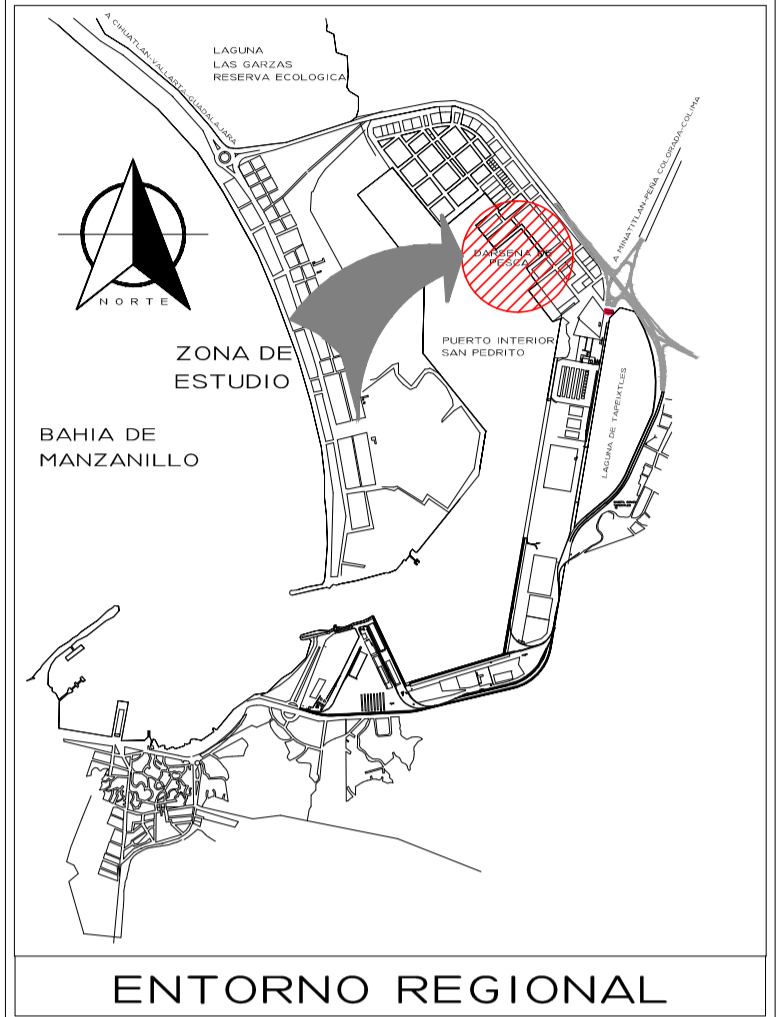 A CIHUATLAN-VALLARTA-GUADALAJARA
LAGUNA
LAS GARZAS
RESERVA ECOLOGICA
A MINATITLAN-PEÑA COLORADA-COLIMA
NORTE
DARSENA DE
PESCA
PUERTO INTERIOR
SAN PEDRITO
ZONA DE
ESTUDIO
LAGUNA DE TAPEIXTLES
BAHIA DE
MANZANILLO
ENTORNO REGIONAL